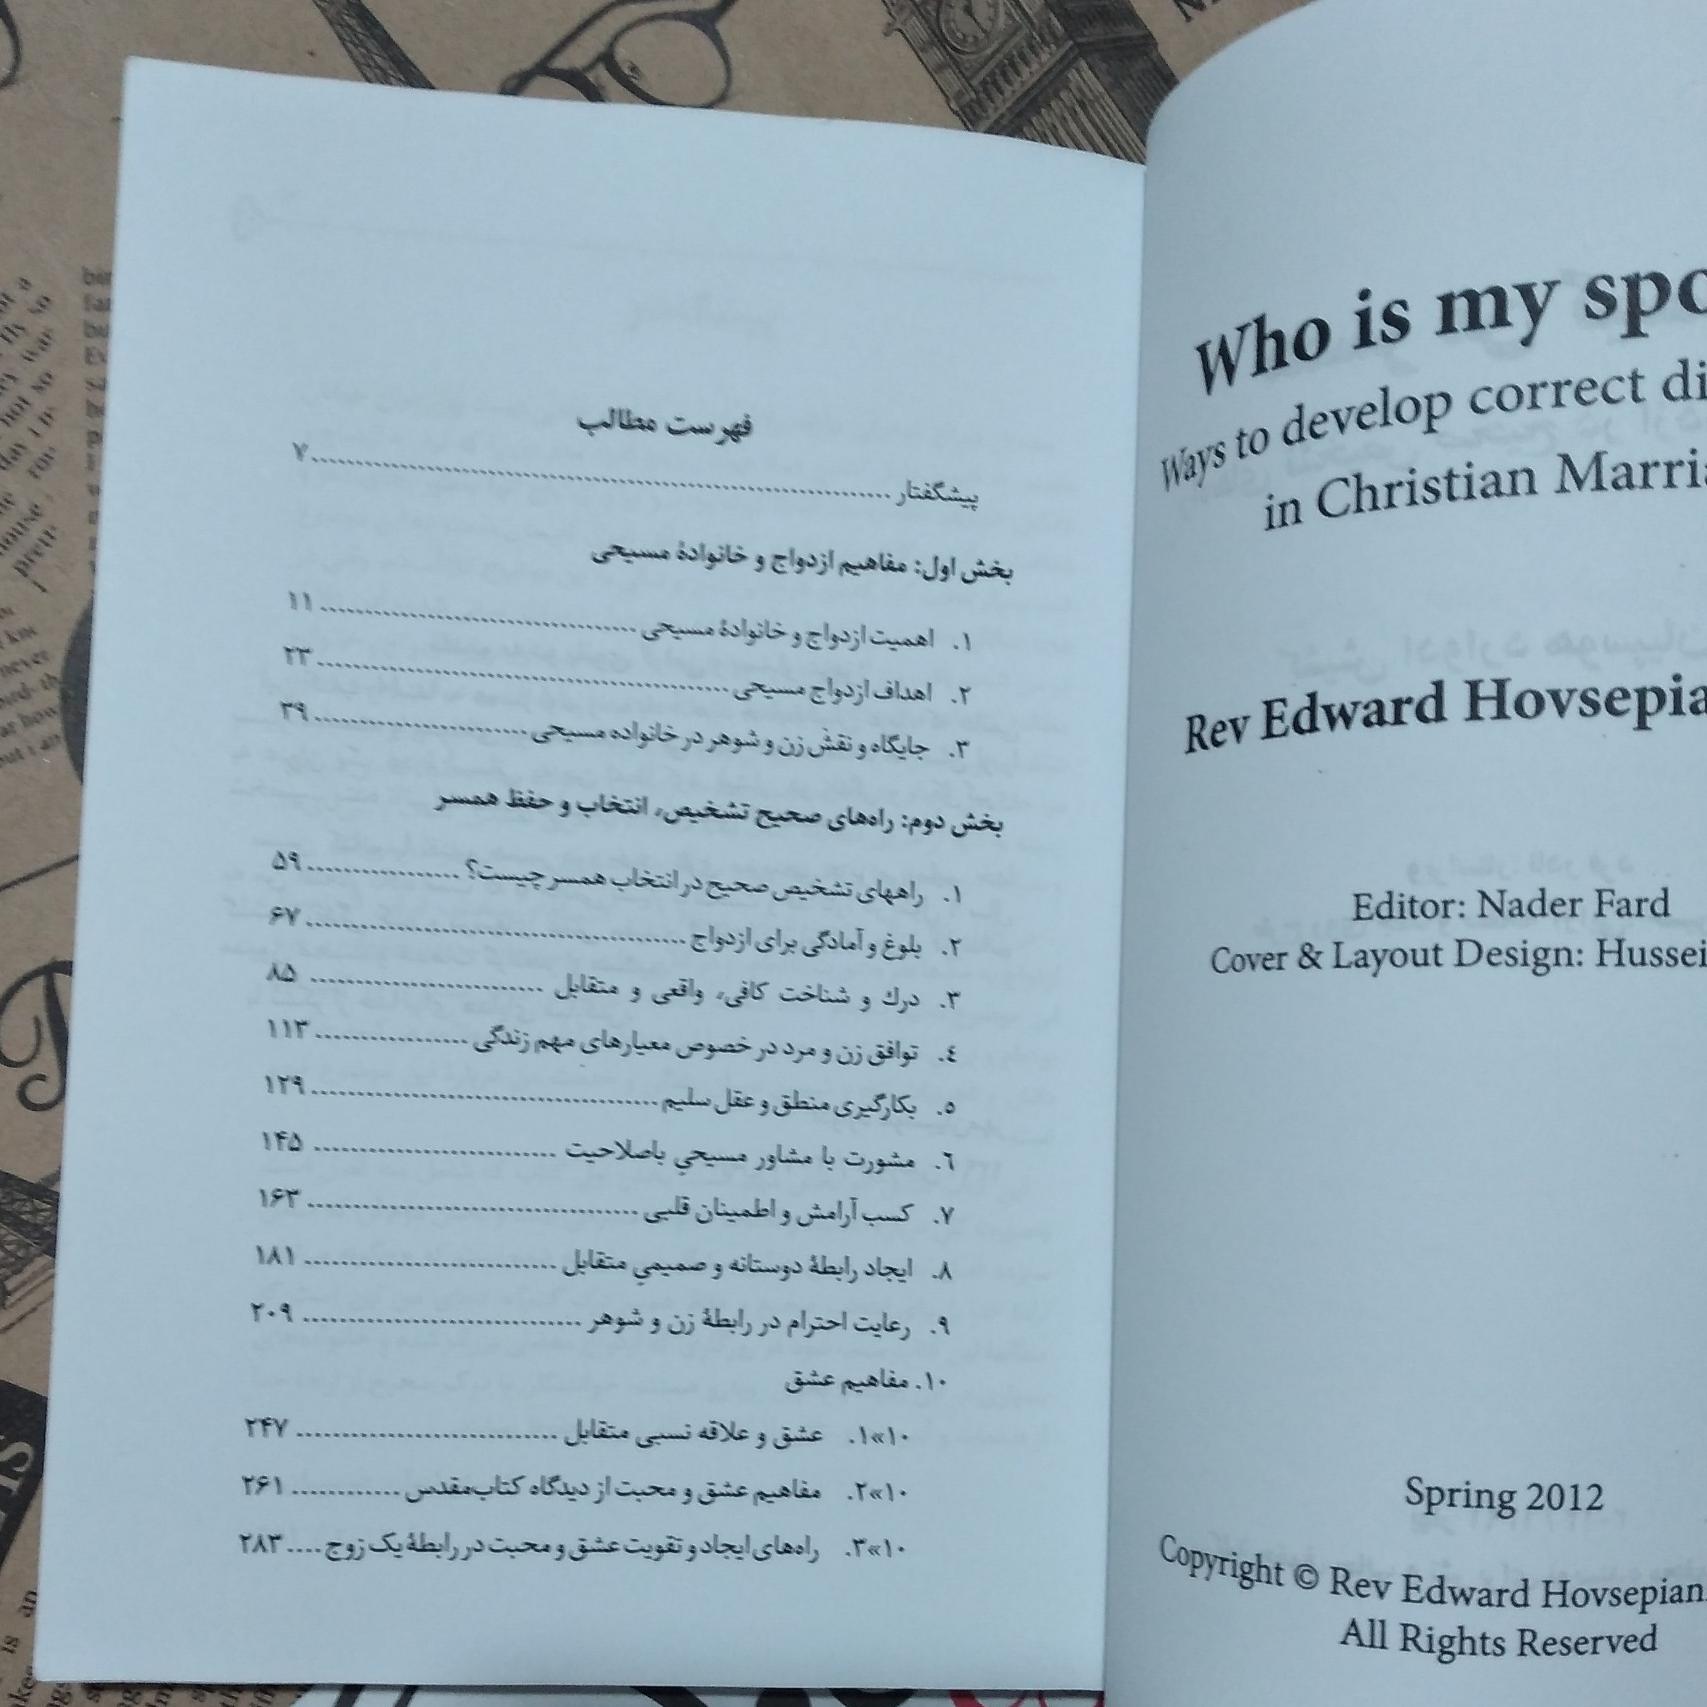 فهرست مطالب
پیشگفتار ........ ۷
بخش اول: مفاهیم ازدواج و خانوادهٔ مسیحی
۱. اهمیت ازدواج و خانوادهٔ مسیحی ........ ۱۱
۲. اهداف ازدواج مسیحی ........ ۲۳
۳. جایگاه و نقش زن و شوهر در خانواده مسیحی ........ ۳۹
بخش دوم: راه‌های صحیح تشخیص، انتخاب و حفظ همسر
۱. راههای تشخیص صحیح در انتخاب همسر چیست؟ ........ ۵۹
۲. بلوغ و آمادگی برای ازدواج ........ ۶۷
۳. درك و شناخت کافی، واقعی و متقابل ........ ۸۵
٤. توافق زن و مرد در خصوص معیارهای مهم زندگی ........ ۱۱۳
٥. بکارگیری منطق و عقل سلیم ........ ۱۲۹
٦. مشورت با مشاور مسیحیِ باصلاحیت ........ ۱۴۵
۷. کسب آرامش و اطمینان قلبی ........ ۱۶۳
۸. ایجاد رابطهٔ دوستانه و صمیمیِ متقابل ........ ۱۸۱
۹. رعایت احترام در رابطهٔ زن و شوهر ........ ۲۰۹
۱۰. مفاهیم عشق
۱۰»۱. عشق و علاقه نسبی متقابل ........ ۲۴۷
۱۰»۲. مفاهیم عشق و محبت از دیدگاه کتاب‌مقدس ........ ۲۶۱
۱۰»۳. راه‌های ایجاد و تقویت عشق و محبت در رابطهٔ یک زوج .... ۲۸۳
Who is my
Ways to develop correct
in Christian
Rev Edward
Editor: Nader Fard
Cover & Layout Design:
Spring 2012
Copyright © Rev Edward Hovsepian
All Rights Reserved